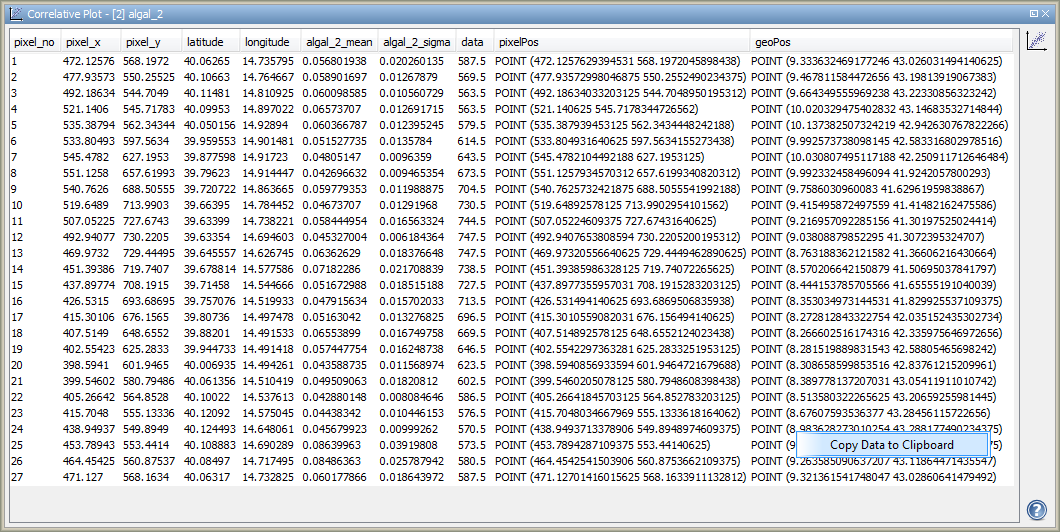 Correlative Plot - [2] algal_2
pixel_no pixel_x pixel_y latitude longitude algal_2_mean algal_2_sigma data pixelPos geoPos
1 472.12576 568.1972 40.06265 14.735795 0.056801938 0.020260135 587.5 POINT (472.1257629394531 568.1972045898438) POINT (9.333632469177246 43.026031494140625)
2 477.93573 550.25525 40.10663 14.764667 0.058901697 0.01267879 569.5 POINT (477.93572998046875 550.2552490234375) POINT (9.467811584472656 43.19813919067383)
3 492.18634 544.7049 40.11481 14.810925 0.060098585 0.010560729 563.5 POINT (492.18634033203125 544.7048950195312) POINT (9.664349555969238 43.22330856323242)
4 521.1406 545.71783 40.09953 14.897022 0.06573707 0.012691715 563.5 POINT (521.140625 545.7178344726562) POINT (10.020329475402832 43.14683532714844)
5 535.38794 562.34344 40.050156 14.92894 0.060366787 0.012395245 579.5 POINT (535.387939453125 562.3434448242188) POINT (10.137382507324219 42.942630767822266)
6 533.80493 597.5634 39.959553 14.901481 0.051527735 0.0135784 614.5 POINT (533.804931640625 597.5634155273438) POINT (9.992573738098145 42.583316802978516)
7 545.4782 627.1953 39.877598 14.91723 0.04805147 0.0096359 643.5 POINT (545.4782104492188 627.1953125) POINT (10.030807495117188 42.250911712646484)
8 551.1258 657.61993 39.79623 14.914447 0.042696632 0.009465354 673.5 POINT (551.1257934570312 657.6199340820312) POINT (9.992332458496094 41.9242057800293)
9 540.7626 688.50555 39.720722 14.863665 0.059779353 0.011988875 704.5 POINT (540.7625732421875 688.5055541992188) POINT (9.7586030960083 41.62961959838867)
10 519.6489 713.9903 39.66395 14.784452 0.04673707 0.01291968 730.5 POINT (519.64892578125 713.9902954101562) POINT (9.415495872497559 41.41482162475586)
11 507.05225 727.6743 39.63399 14.738221 0.058444954 0.016563324 744.5 POINT (507.05224609375 727.67431640625) POINT (9.216957092285156 41.30197525024414)
12 492.94077 730.2205 39.63354 14.694603 0.045327004 0.006184364 747.5 POINT (492.9407653808594 730.2205200195312) POINT (9.03808879852295 41.3072395324707)
13 469.9732 729.44495 39.645557 14.626745 0.06362629 0.018376648 747.5 POINT (469.97320556640625 729.4449462890625) POINT (8.763188362121582 41.36606216430664)
14 451.39386 719.7407 39.678814 14.577586 0.07182286 0.021708839 738.5 POINT (451.39385986328125 719.74072265625) POINT (8.570206642150879 41.50695037841797)
15 437.89774 708.1915 39.71458 14.544666 0.051672988 0.018515188 727.5 POINT (437.8977355957031 708.1915283203125) POINT (8.444153785705566 41.65555191040039)
16 426.5315 693.68695 39.757076 14.519933 0.047915634 0.015702033 713.5 POINT (426.531494140625 693.6869506835938) POINT (8.353034973144531 41.829925537109375)
17 415.30106 676.1565 39.80736 14.497478 0.05163042 0.013276825 696.5 POINT (415.3010559082031 676.156494140625) POINT (8.272812843322754 42.035152435302734)
18 407.5149 648.6552 39.88201 14.491533 0.06553899 0.016749758 669.5 POINT (407.514892578125 648.6552124023438) POINT (8.266602516174316 42.335975646972656)
19 402.55423 625.2833 39.944733 14.491418 0.057447754 0.016248738 646.5 POINT (402.5542297363281 625.2833251953125) POINT (8.281519889831543 42.58805465698242)
20 398.5941 601.9465 40.006935 14.494261 0.043588735 0.011568974 623.5 POINT (398.5940856933594 601.9464721679688) POINT (8.308658599853516 42.83761215209961)
21 399.54602 580.79486 40.061356 14.510419 0.049509063 0.01820812 602.5 POINT (399.5460205078125 580.7948608398438) POINT (8.389778137207031 43.05411911010742)
22 405.26642 564.8528 40.10022 14.537613 0.042880148 0.008084646 586.5 POINT (405.26641845703125 564.852783203125) POINT (8.513580322265625 43.20659255981445)
23 415.7048 555.13336 40.12092 14.575045 0.04438342 0.010446153 576.5 POINT (415.7048034667969 555.1333618164062) POINT (8.67607593536377 43.28456115722656)
24 438.94937 549.8949 40.124493 14.648061 0.045679923 0.00999262 570.5 POINT (438.9493713378906 549.8948974609375) POINT (8.983628273010254 43.288177490234375)
25 453.78943 553.4414 40.108883 14.690289 0.08639963 0.03919808 573.5 POINT (453.7894287109375 553.44140625) POINT
26 464.45425 560.87537 40.08497 14.717495 0.08486363 0.025787942 580.5 POINT (464.4542541503906 560.8753662109375) POINT (9.263585090637207 43.11864471435547)
27 471.127 568.1634 40.06317 14.732825 0.060177866 0.018643972 587.5 POINT (471.12701416015625 568.1633911132812) POINT (9.321361541748047 43.02860641479492)
Copy Data to Clipboard